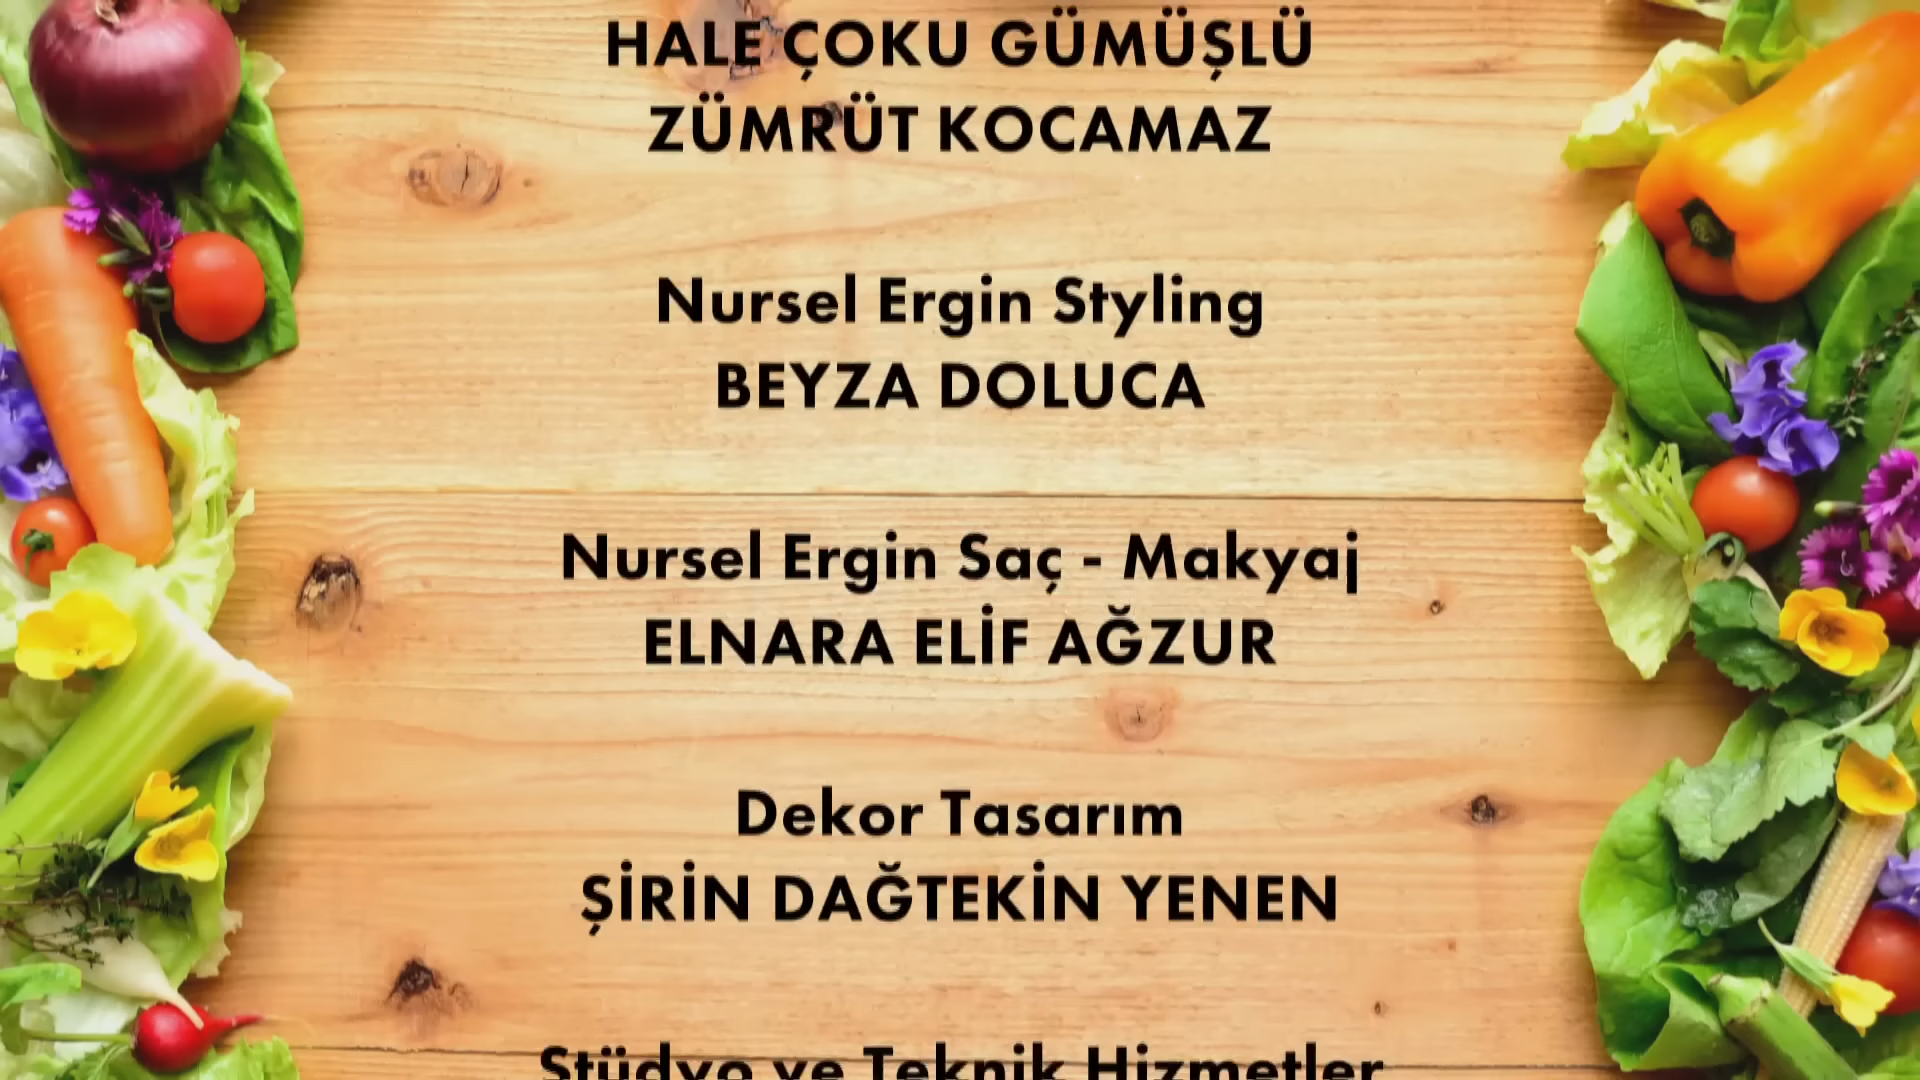 HALE ÇOKU GÜMÜŞLÜ
ZÜMRÜT KOCAMAZ
Nursel Ergin Styling
BEYZA DOLUCA
Nursel Ergin Saç - Makyaj
ELNARA ELİF AĞZUR
Dekor Tasarım
ŞİRİN DAĞTEKİN YENEN
Stüdyo ve Teknik Hizmetler